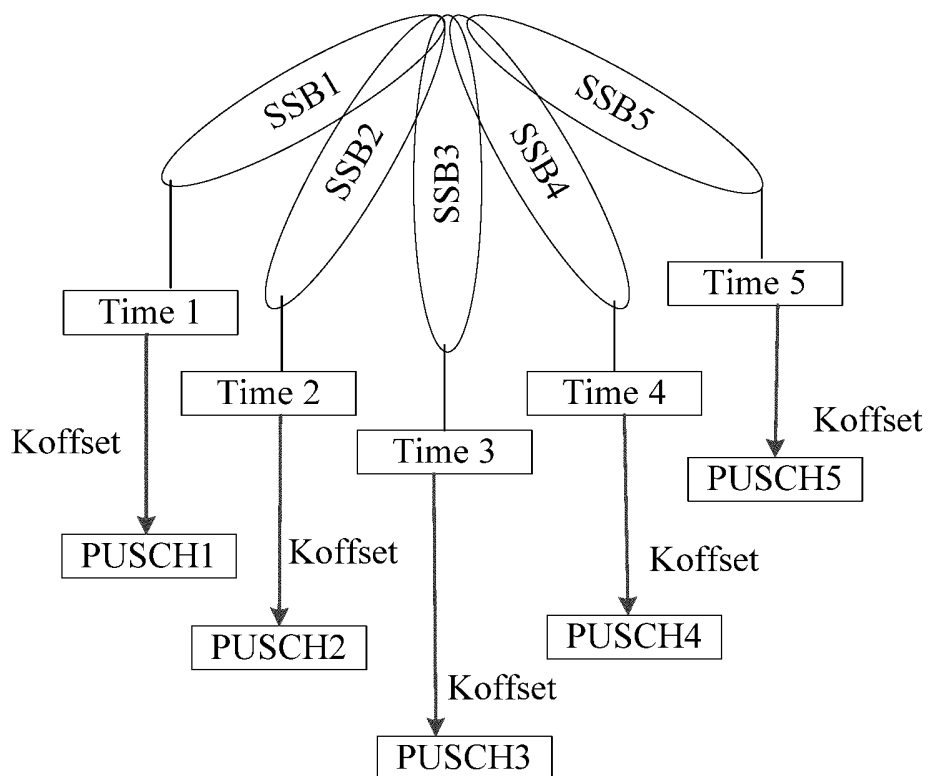 SSB1
SSB2
SSB3
SSB4
SSB5
Time 1
Time 2
Time 3
Time 4
Time 5
Koffset
Koffset
Koffset
Koffset
Koffset
PUSCH1
PUSCH2
PUSCH3
PUSCH4
PUSCH5